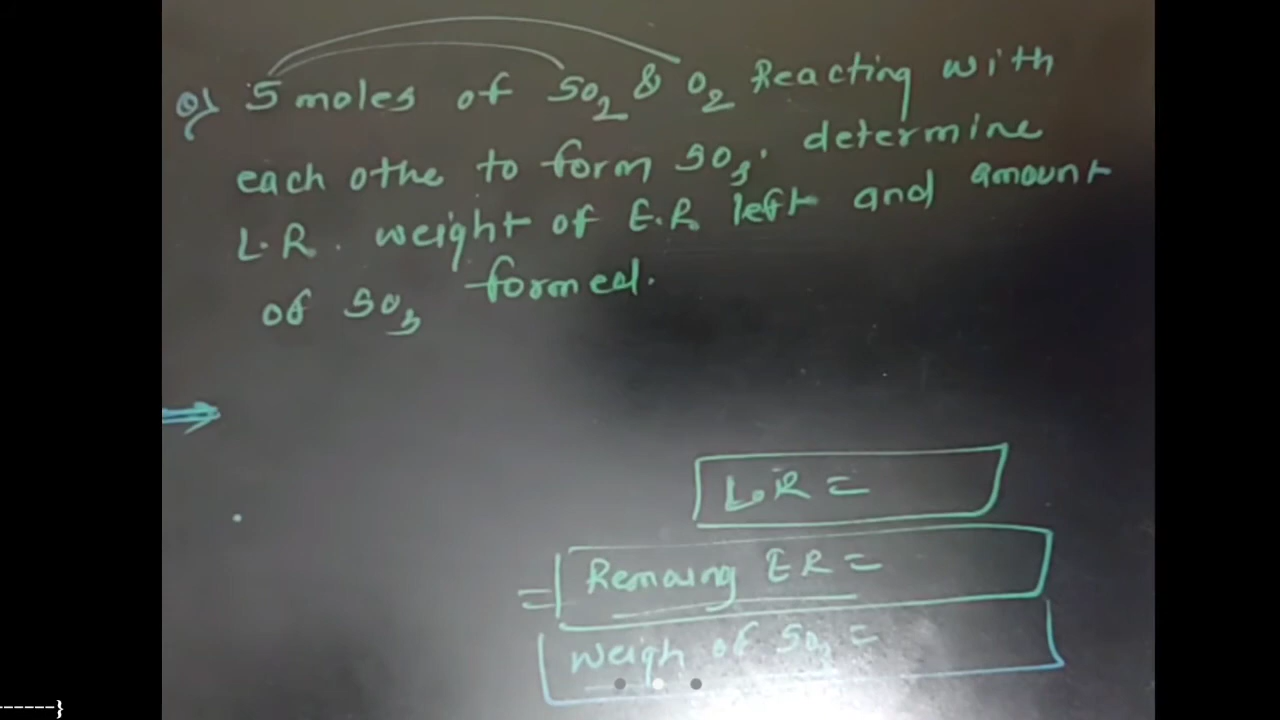 Q) 5 moles of SO2 & O2 Reacting with
each othe to form SO3. determine
L.R. weight of E.R left and amount
of SO3 formed.
L.R =
= Remaing ER =
weigh of SO3 =
------}